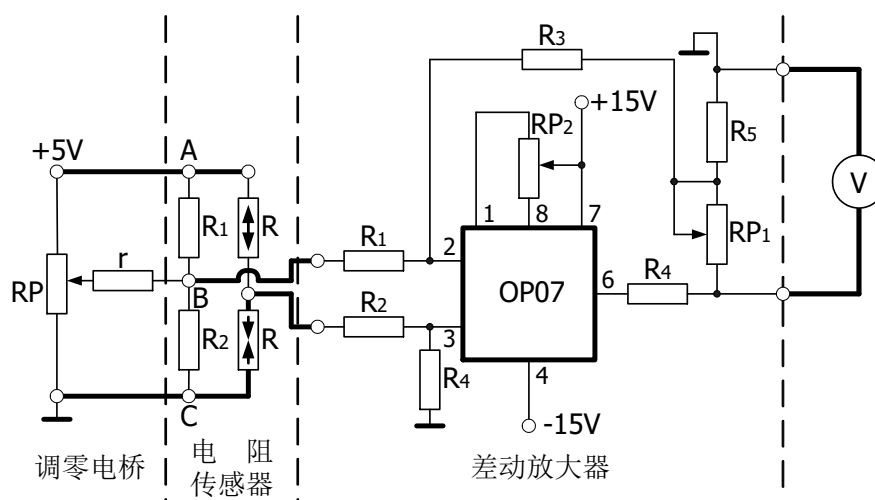 R3
+15V
RP2
+5V
A
R5
V
R1
R
1
8
7
R1
2
RP1
r
RP
B
OP07
6
R4
R2
R2
R
3
R4
4
C
-15V
调零电桥
电 阻
传感器
差动放大器